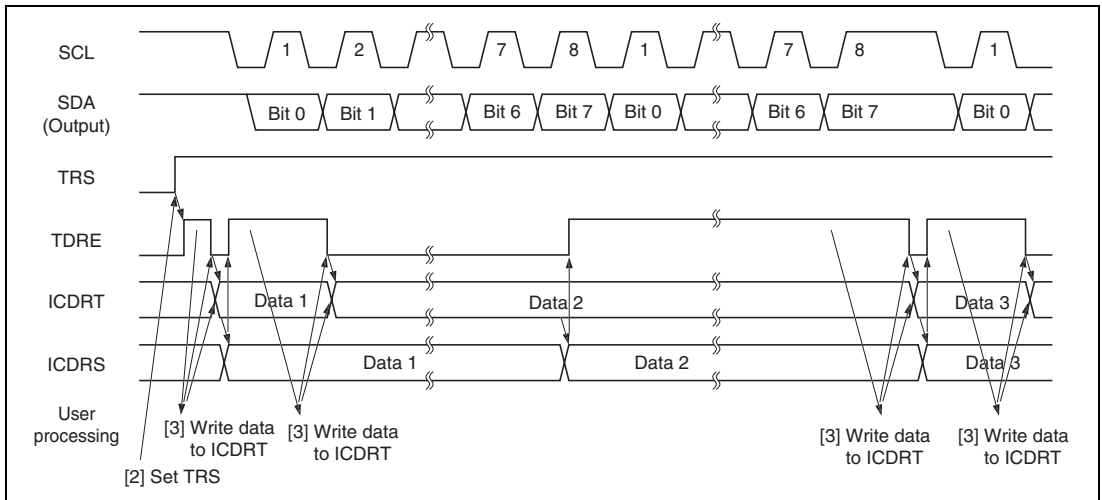 SCL 1 2 7 8 1 7 8 1
SDA
(Output)
Bit 0 Bit 1 Bit 6 Bit 7 Bit 0 Bit 6 Bit 7 Bit 0
TRS
TDRE
ICDRT Data 1 Data 2 Data 3
ICDRS Data 1 Data 2 Data 3
User
processing
[3] Write data
to ICDRT
[3] Write data
to ICDRT
[3] Write data
to ICDRT
[3] Write data
to ICDRT
[2] Set TRS